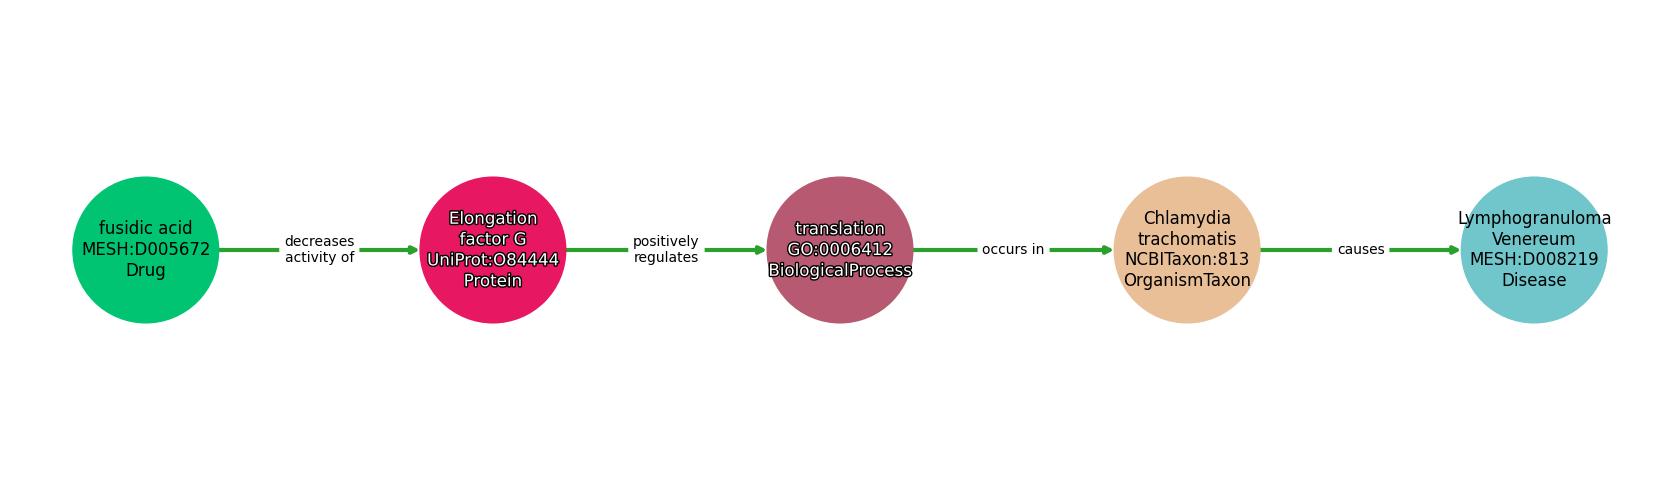 fusidic acid
MESH:D005672
Drug
decreases
activity of
Elongation
factor G
UniProt:O84444
Protein
positively
regulates
translation
GO:0006412
BiologicalProcess
occurs in
Chlamydia
trachomatis
NCBITaxon:813
OrganismTaxon
causes
Lymphogranuloma
Venereum
MESH:D008219
Disease